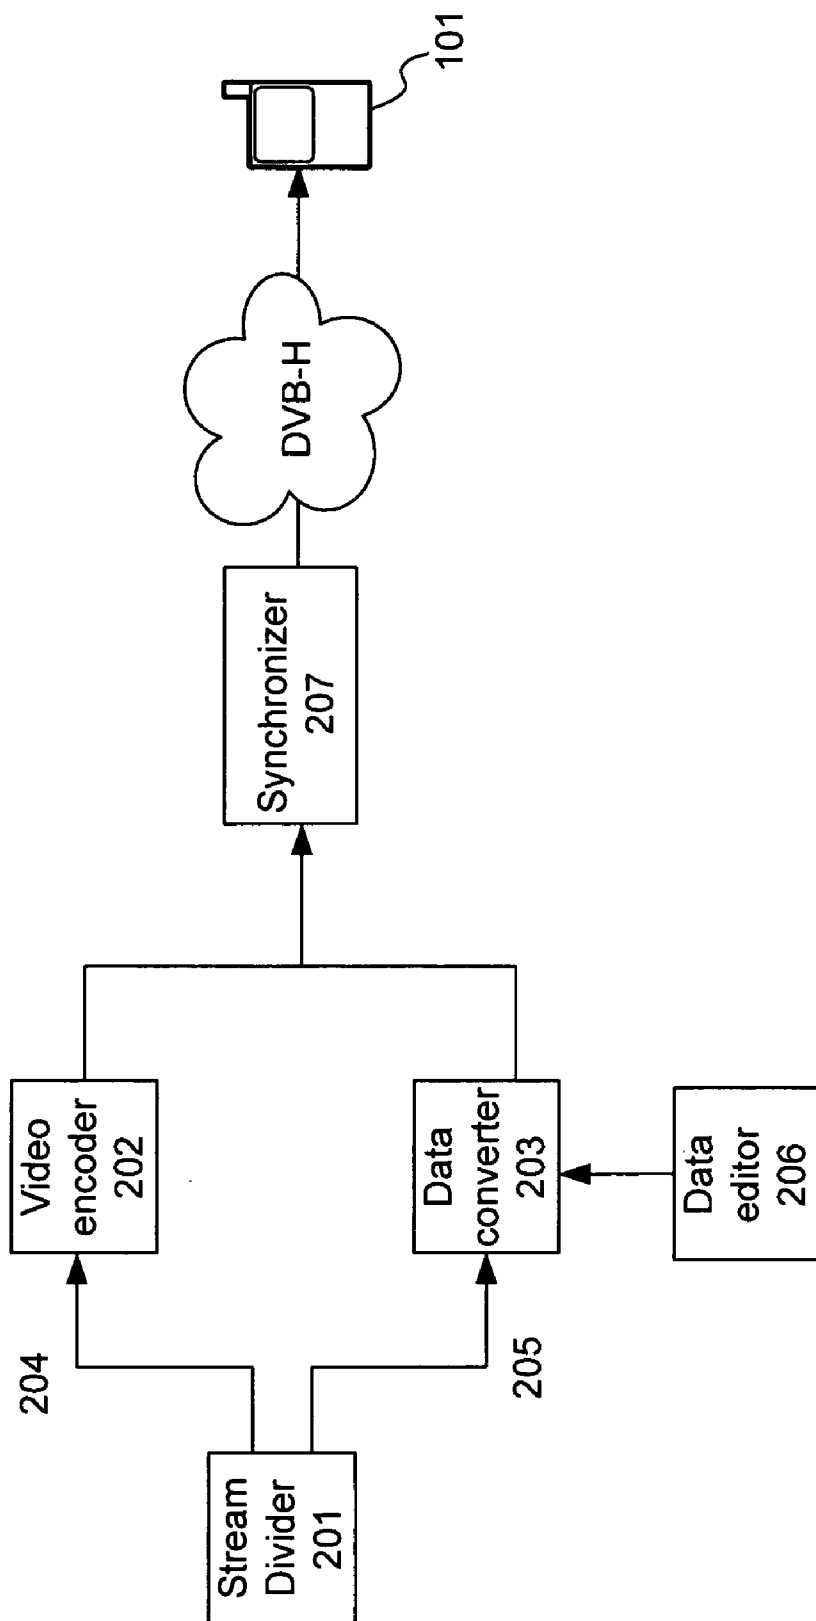 Stream
Divider
201
204
205
Video
encoder
202
Data
converter
203
Data
editor
206
Synchronizer
207
DVB-H
101